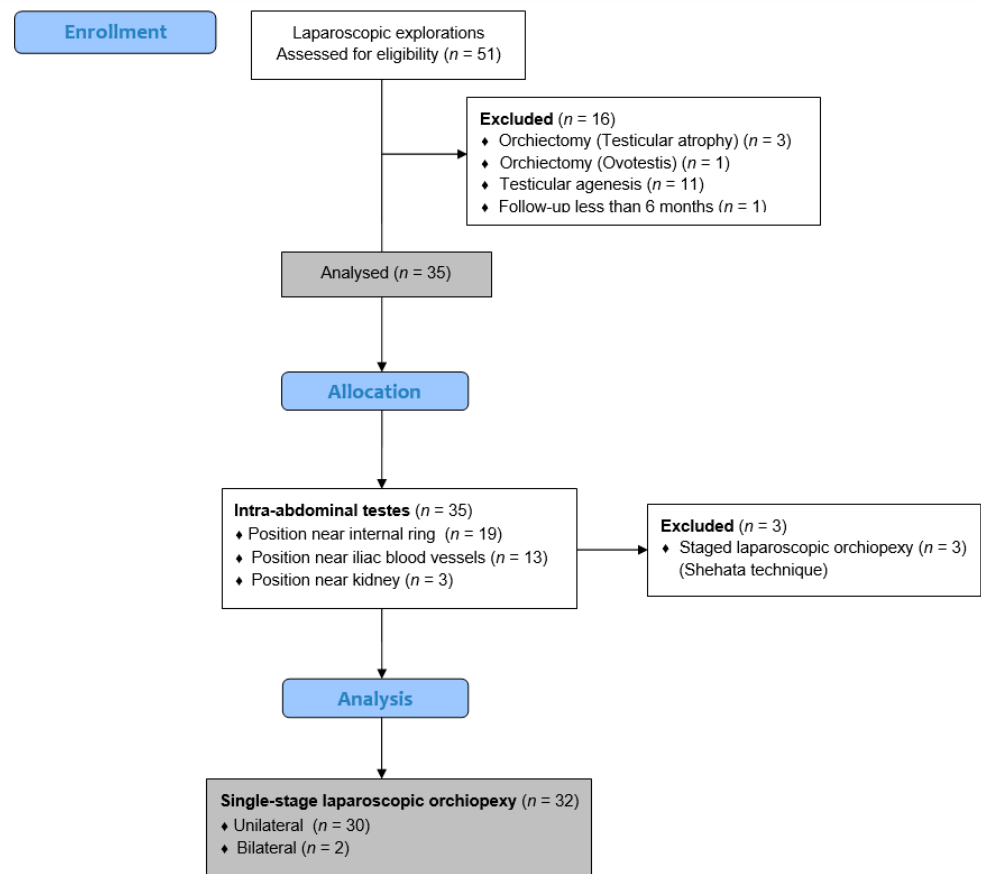 Enrollment
Laparoscopic explorations
Assessed for eligibility (n = 51)
Excluded (n = 16)
♦ Orchiectomy (Testicular atrophy) (n = 3)
♦ Orchiectomy (Ovotestis) (n = 1)
♦ Testicular agenesis (n = 11)
♦ Follow-up less than 6 months (n = 1)
Analysed (n = 35)
Allocation
Intra-abdominal testes (n = 35)
♦ Position near internal ring (n = 19)
♦ Position near iliac blood vessels (n = 13)
♦ Position near kidney (n = 3)
Excluded (n = 3)
♦ Staged laparoscopic orchiopexy (n = 3)
(Shehata technique)
Analysis
Single-stage laparoscopic orchiopexy (n = 32)
♦ Unilateral (n = 30)
♦ Bilateral (n = 2)